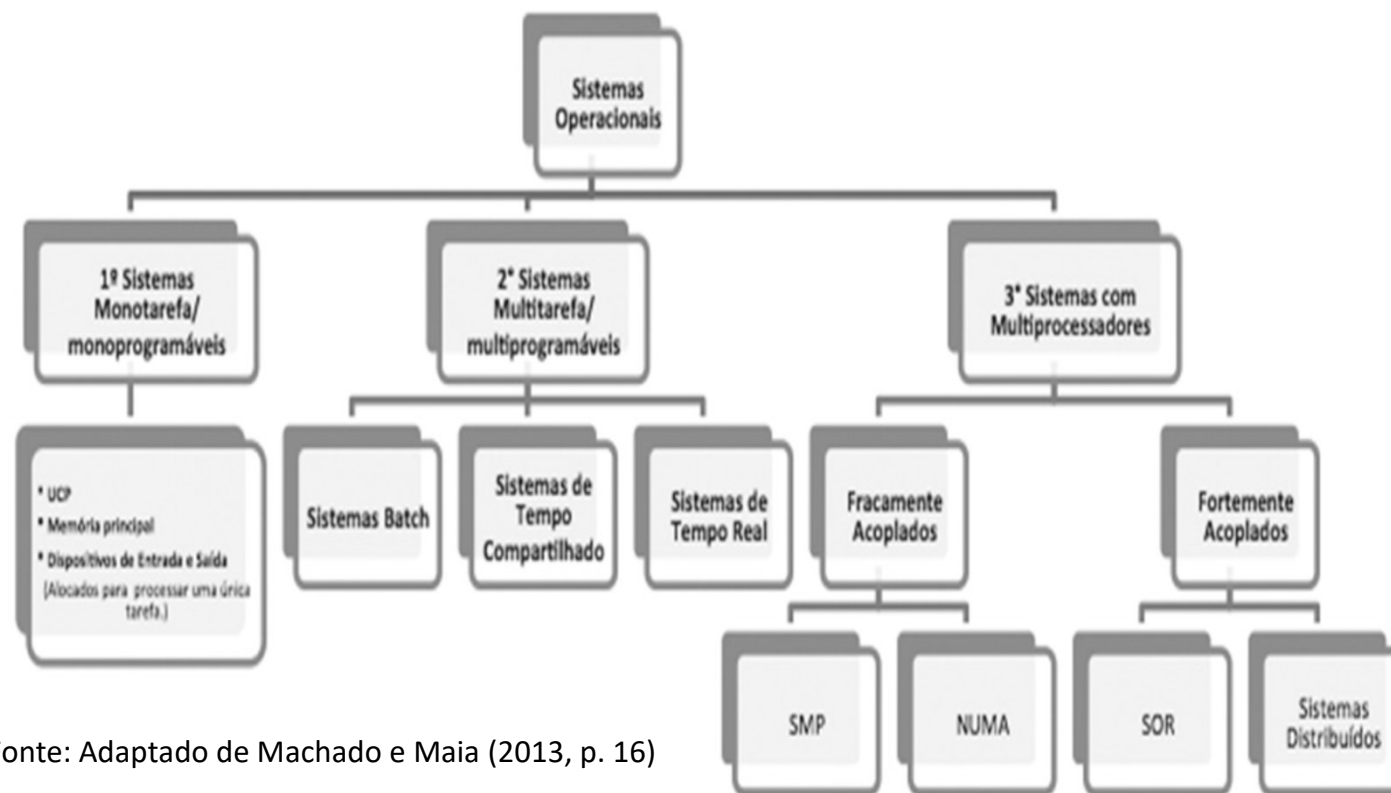 Sistemas
Operacionais
1º Sistemas
Monotarefa/
monoprogramáveis
2° Sistemas
Multitarefa/
multiprogramáveis
3° Sistemas com
Multiprocessadores
* UCP
* Memória principal
* Dispositivos de Entrada e Saída
(Alocados para processar uma única
tarefa.)
Sistemas Batch
Sistemas de
Tempo
Compartilhado
Sistemas de
Tempo Real
Fracamente
Acoplados
Fortemente
Acoplados
SMP
NUMA
SOR
Sistemas
Distribuídos
onte: Adaptado de Machado e Maia (2013, p. 16)